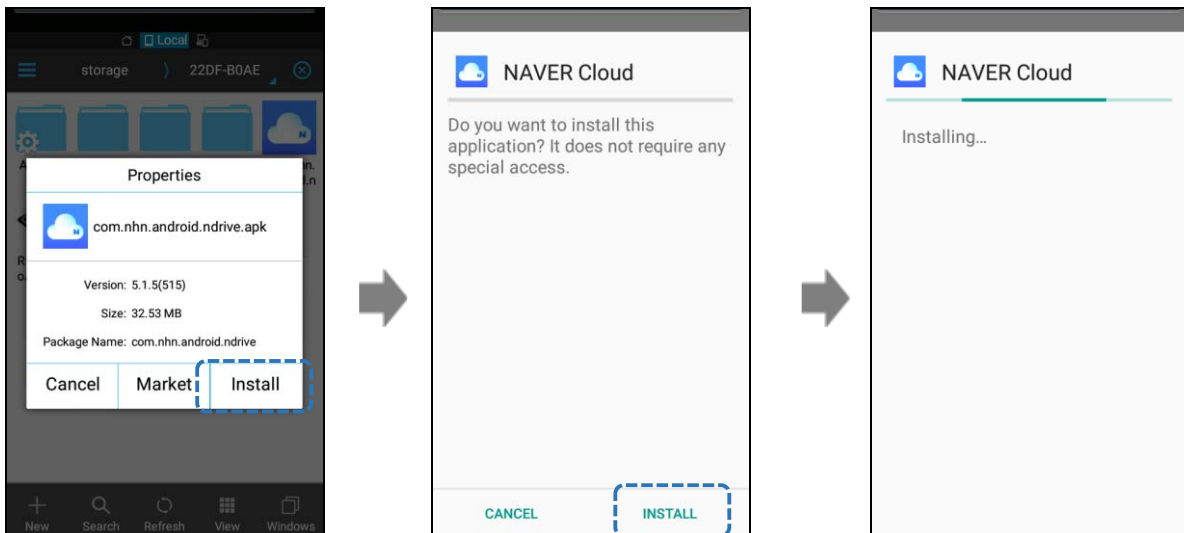 Local
storage
22DF-B0AE
Properties
com.nhn.android.ndrive.apk
Version: 5.1.5(515)
Size: 32.53 MB
Package Name: com.nhn.android.ndrive
Cancel
Market
Install
New
Search
Refresh
View
Windows
NAVER Cloud
Do you want to install this
application? It does not require any
special access.
CANCEL
INSTALL
NAVER Cloud
Installing...